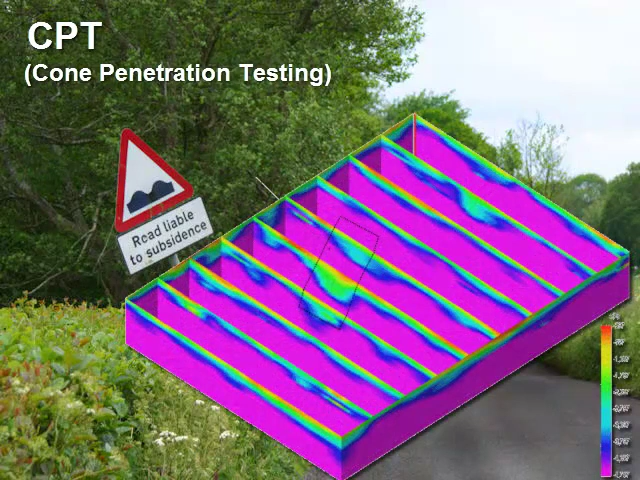 CPT
(Cone Penetration Testing)
Road liable
to subsidence